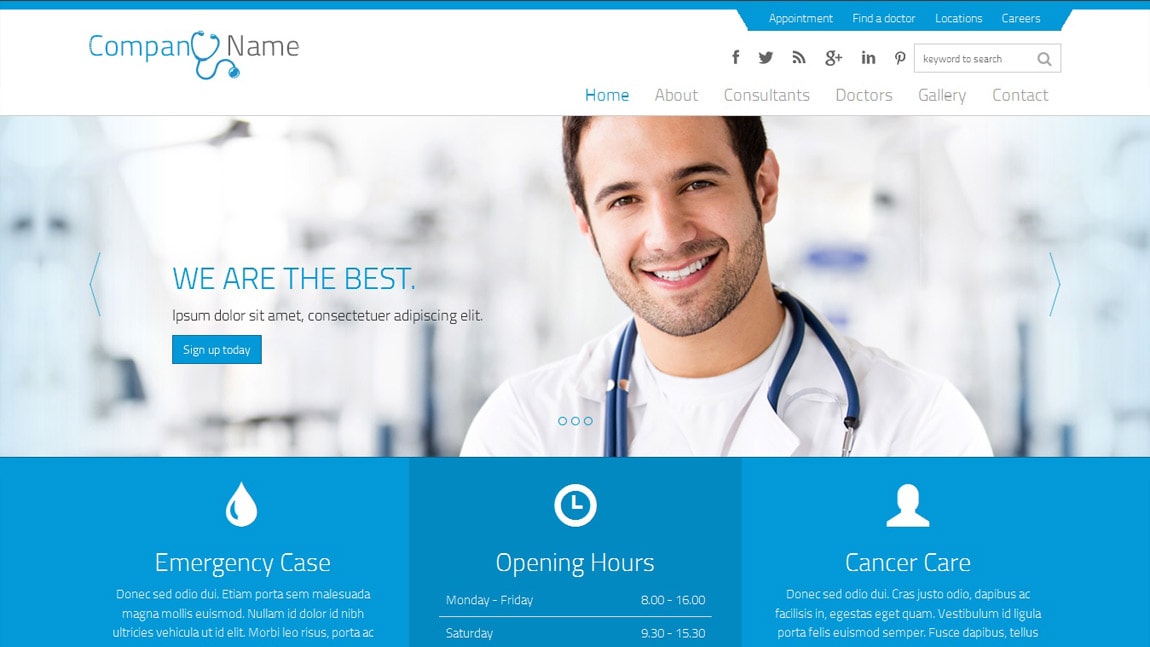 Appointment Find a doctor Locations Careers
Company Name
keyword to search
Home About Consultants Doctors Gallery Contact
WE ARE THE BEST.
Ipsum dolor sit amet, consectetuer adipiscing elit.
Sign up today
Emergency Case
Donec sed odio dui. Etiam porta sem malesuada
magna mollis euismod. Nullam id dolor id nibh
ultricies vehicula ut id elit. Morbi leo risus, porta ac
Opening Hours
Monday - Friday 8.00 - 16.00
Saturday 9.30 - 15.30
Cancer Care
Donec sed odio dui. Cras justo odio, dapibus ac
facilisis in, egestas eget quam. Vestibulum id ligula
porta felis euismod semper. Fusce dapibus, tellus